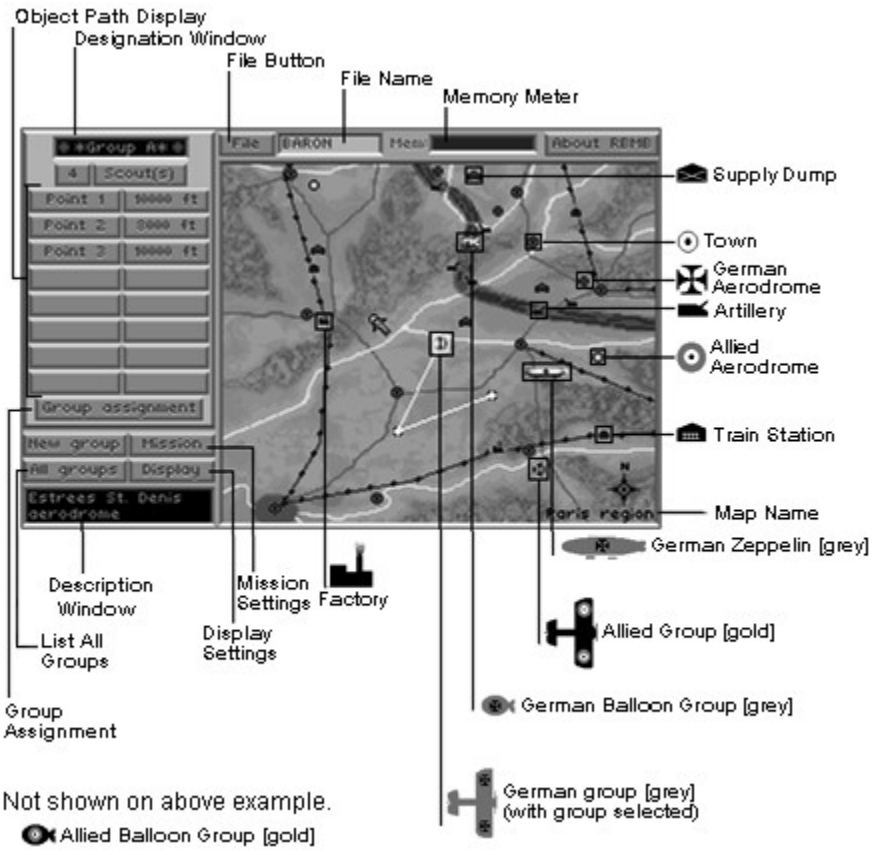 Object Path Display
Designation Window
File Button
File Name
Memory Meter
*Group A*
File
BARON
Mem:
About RBMB
4
Scout(s)
Point 1
10000 ft
Point 2
8000 ft
Point 3
10000 ft
Group assignment
New group
Mission
All groups
Display
Estrees St. Denis
aerodrome
N
Paris region
Supply Dump
Town
German
Aerodrome
Artillery
Allied
Aerodrome
Train Station
Map Name
German Zeppelin [grey]
Description
Window
Mission
Settings
Factory
List All
Groups
Display
Settings
Allied Group [gold]
Group
Assignment
German Balloon Group [grey]
German group [grey]
(with group selected)
Not shown on above example.
Allied Balloon Group [gold]